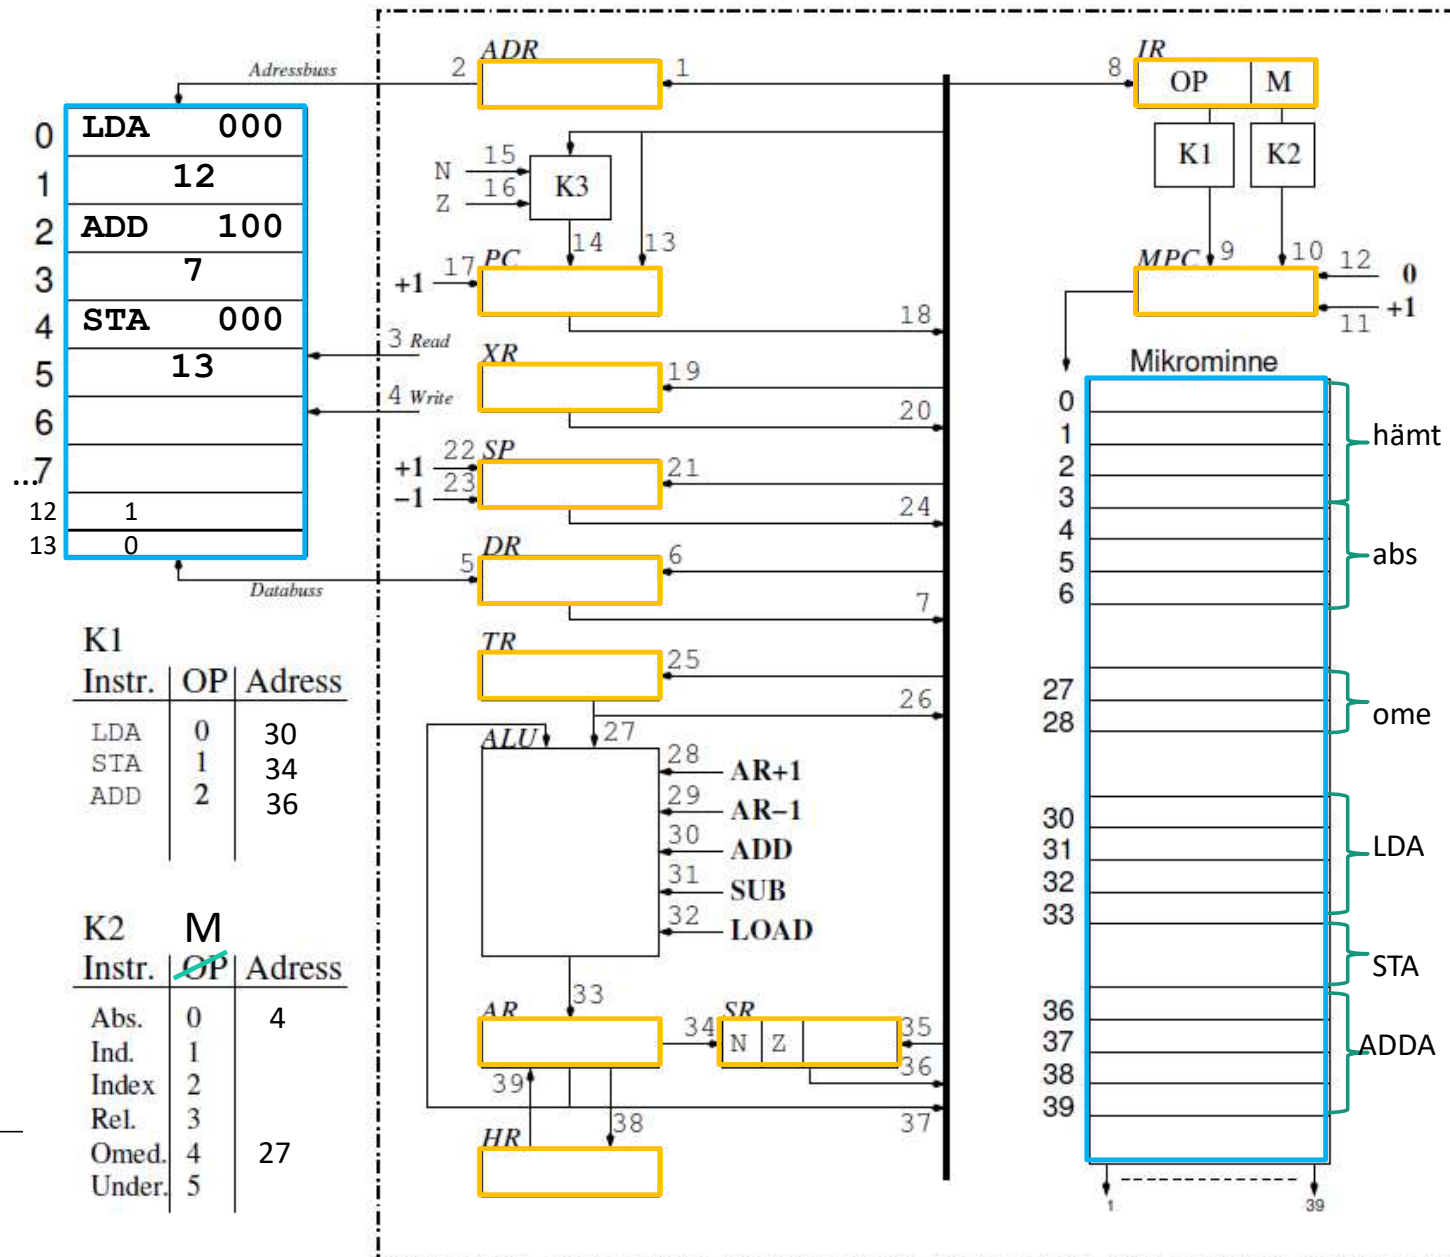 ADR
IR
Adressbuss
2
1
8
OP M
0 LDA 000
1 12
2 ADD 100
3 7
4 STA 000
5 13
6
...7
12 1
13 0
N 15
Z 16
K3
K1
K2
14
13
PC
+1 17
18
9
10
MPC
12 0
11 +1
3 Read
4 Write
XR
19
20
+1 22
-1 23
SP
21
24
DR
5
6
7
Databuss
TR
25
26
27
ALU
28 AR+1
29 AR−1
30 ADD
31 SUB
32 LOAD
33
AR
34
SR
N Z
35
36
37
39
38
HR
Mikrominne
0
1
2
3
hämt
4
5
6
abs
27
28
ome
30
31
32
33
LDA
STA
36
37
38
39
ADDA
1
39
K1
Instr. OP Adress
LDA 0 30
STA 1 34
ADD 2 36
K2 M
Instr. OP Adress
Abs. 0 4
Ind. 1
Index 2
Rel. 3
Omed. 4 27
Under. 5